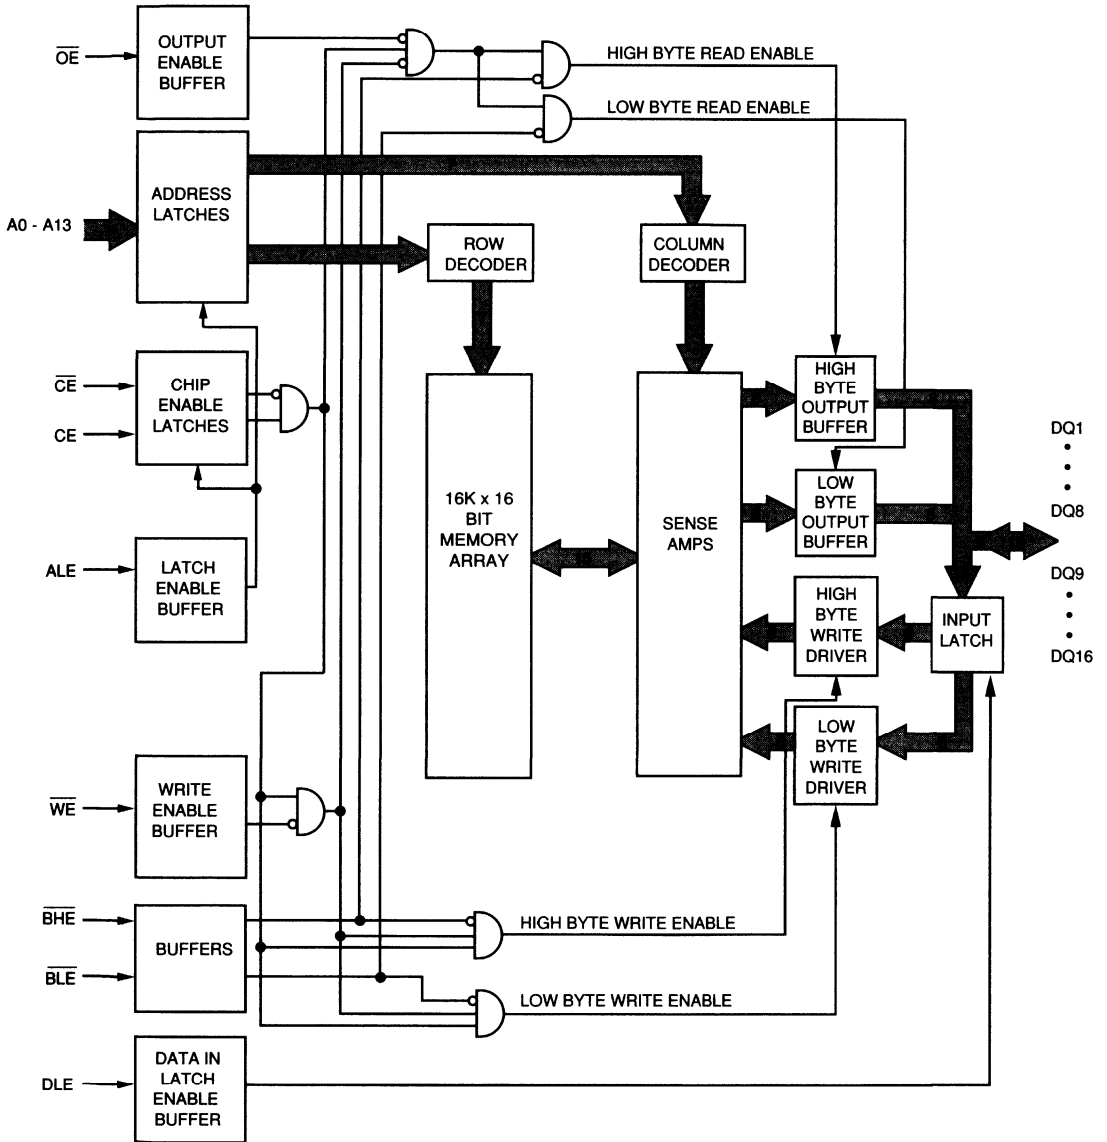 OE
OUTPUT
ENABLE
BUFFER
HIGH BYTE READ ENABLE
LOW BYTE READ ENABLE
A0 - A13
ADDRESS
LATCHES
ROW
DECODER
COLUMN
DECODER
CE
CE
CHIP
ENABLE
LATCHES
HIGH
BYTE
OUTPUT
BUFFER
LOW
BYTE
OUTPUT
BUFFER
16K x 16
BIT
MEMORY
ARRAY
SENSE
AMPS
DQ1
DQ8
DQ9
DQ16
ALE
LATCH
ENABLE
BUFFER
HIGH
BYTE
WRITE
DRIVER
INPUT
LATCH
LOW
BYTE
WRITE
DRIVER
WE
WRITE
ENABLE
BUFFER
BHE
BLE
BUFFERS
HIGH BYTE WRITE ENABLE
LOW BYTE WRITE ENABLE
DLE
DATA IN
LATCH
ENABLE
BUFFER